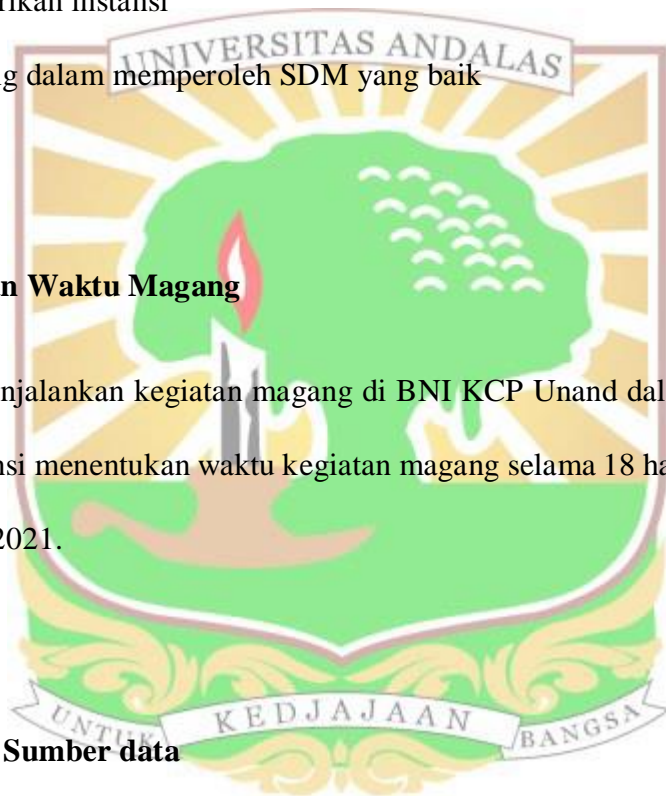 rikan instansi
UNIVERSITAS ANDALAS
g dalam memperoleh SDM yang baik
n Waktu Magang
njalankan kegiatan magang di BNI KCP Unand dal
nsi menentukan waktu kegiatan magang selama 18 ha
2021.
UNTUK KEDJAJAAN BANGSA
Sumber data